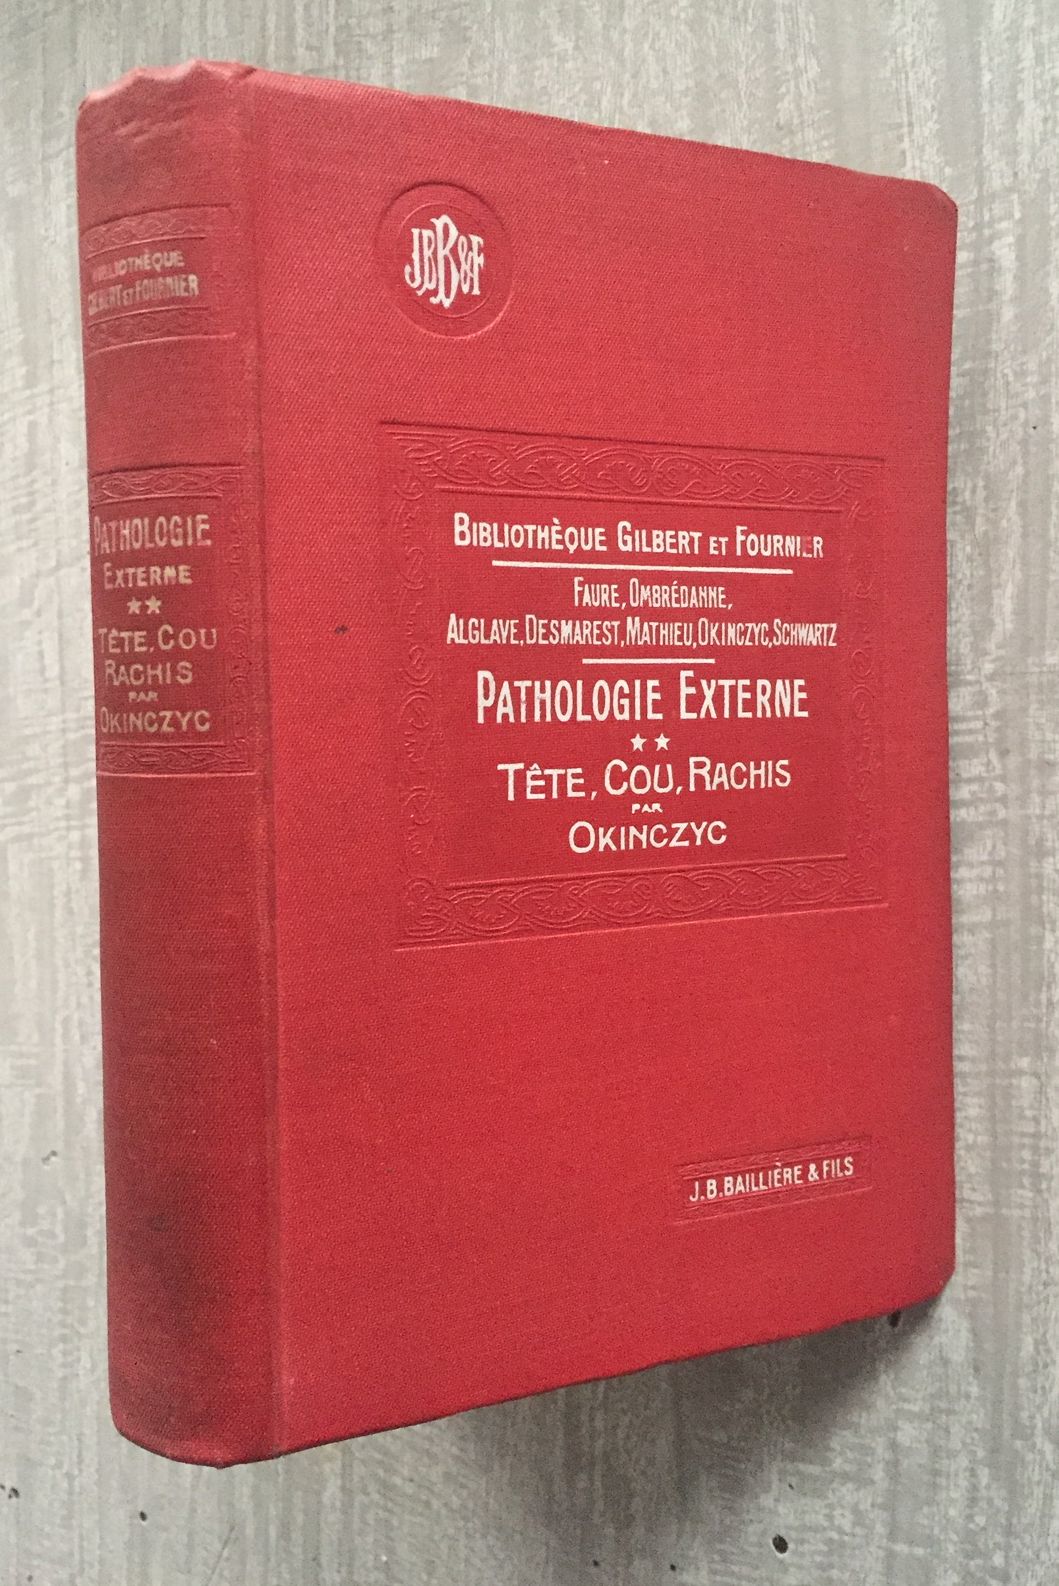 BIBLIOTHÈQUE
GILBERT ET FOURNIER
PATHOLOGIE
EXTERNE
★★
TÊTE, COU
RACHIS
PAR
OKINCZYC
JBB&F
BIBLIOTHÈQUE GILBERT ET FOURNIER
FAURE, OMBRÉDANNE,
ALGLAVE, DESMAREST, MATHIEU, OKINCZYC, SCHWARTZ
PATHOLOGIE EXTERNE
★★
TÊTE, COU, RACHIS
PAR
OKINCZYC
J.B. BAILLIÈRE & FILS